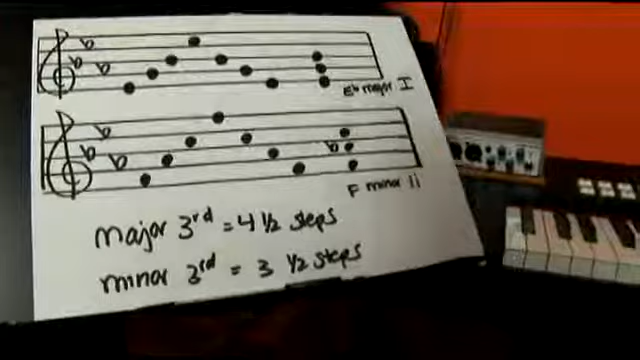 Eb major I
F minor ii
major 3rd = 4 ½ steps
minor 3rd = 3 ½ steps